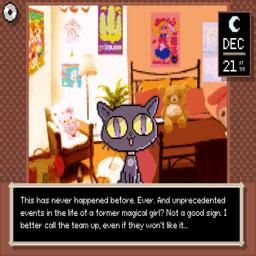 DEC
21st
This has never happened before. Ever. And unprecedented
events in the life of a former magical girl? Not a good sign. I
better call the team up, even if they won't like it...